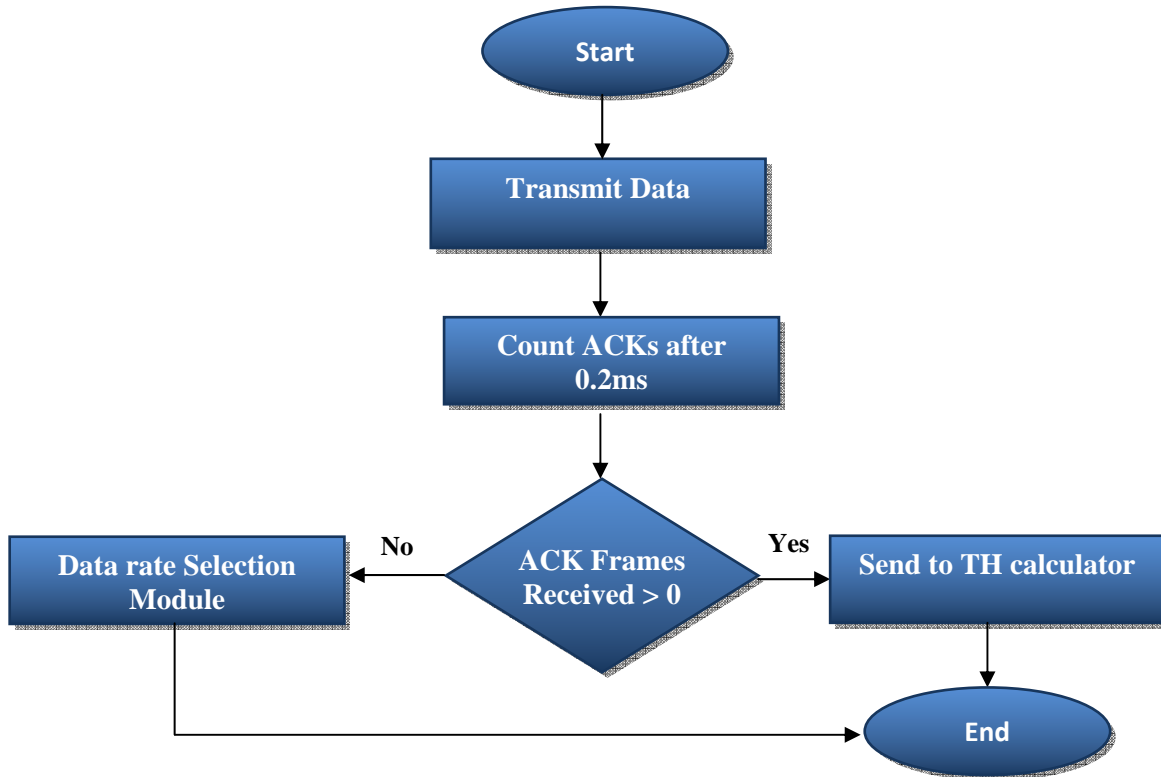 Start
Transmit Data
Count ACKs after
0.2ms
ACK Frames
Received > 0
No
Yes
Data rate Selection
Module
Send to TH calculator
End